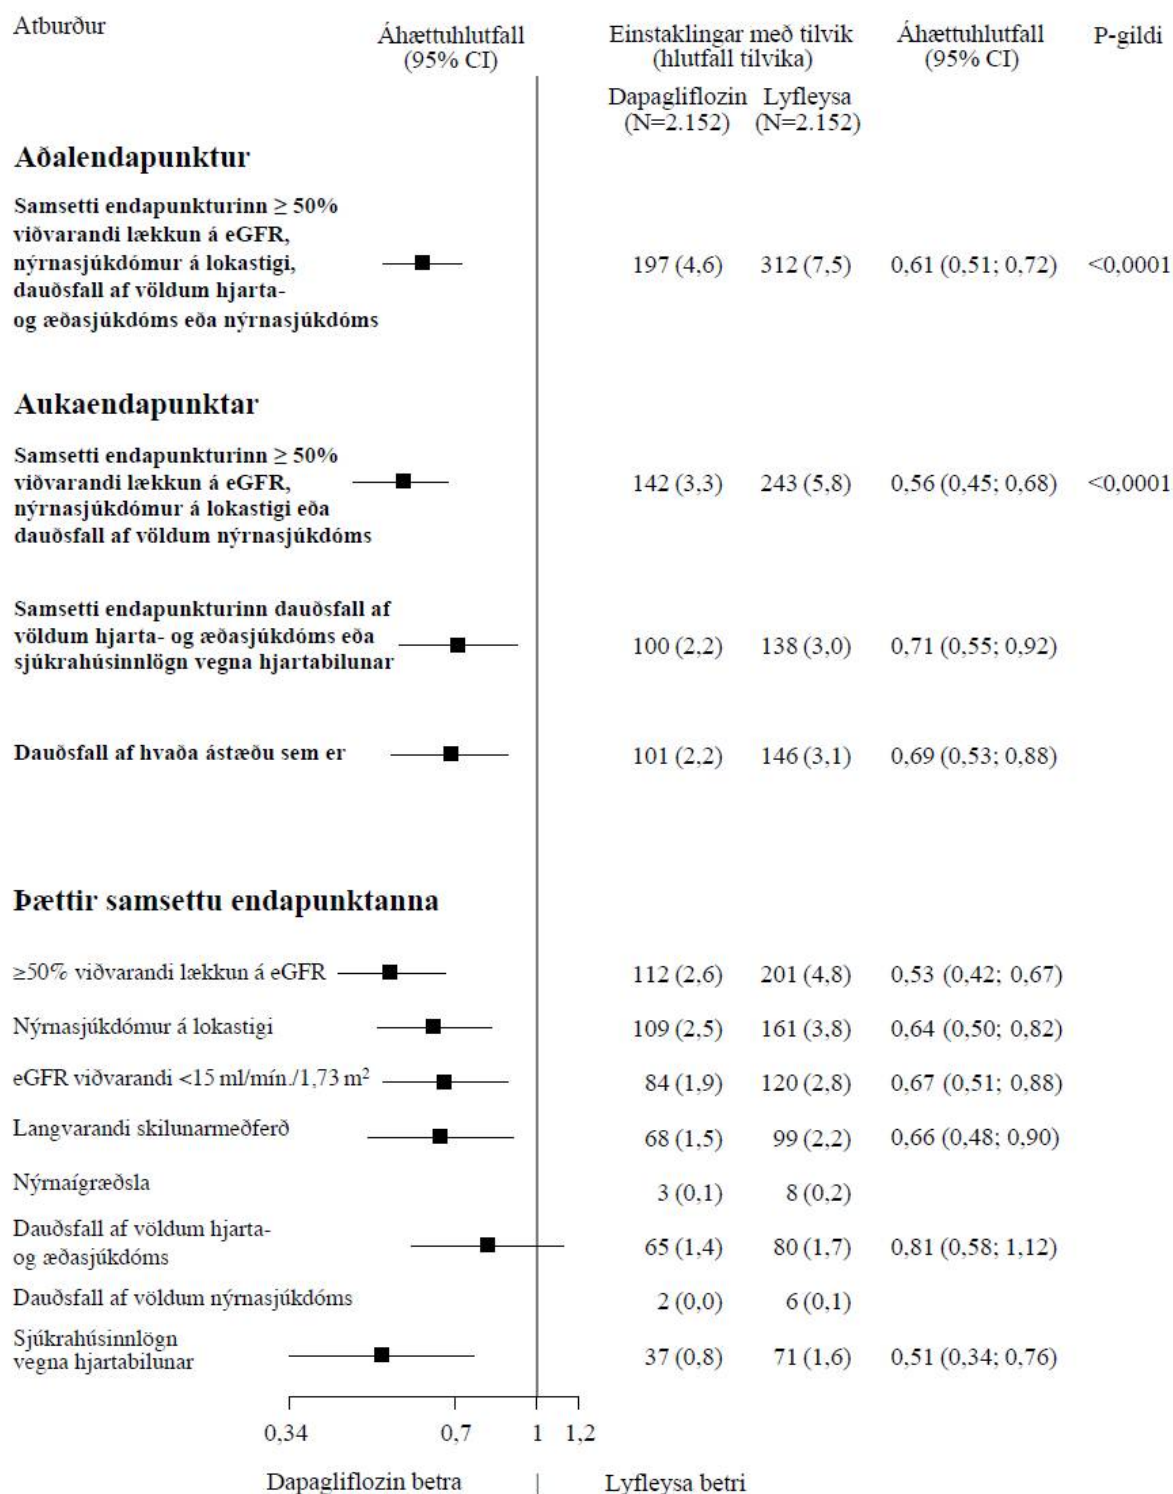 Atburður
Áhættuhlutfall
(95% CI)
Einstaklingar með tilvik
(hlutfall tilvika)
Áhættuhlutfall
(95% CI)
P-gildi
Dapagliflozin
(N=2.152)
Lyfleysa
(N=2.152)
Aðalendapunktur
Samsetti endapunkturinn ≥ 50%
viðvarandi lækkun á eGFR,
nýrnasjúkdómur á lokastigi, 197 (4,6) 312 (7,5) 0,61 (0,51; 0,72) <0,0001
dauðsfall af völdum hjarta-
og æðasjúkdóms eða nýrnasjúkdóms
Aukaendapunktar
Samsetti endapunkturinn ≥ 50%
viðvarandi lækkun á eGFR, 142 (3,3) 243 (5,8) 0,56 (0,45; 0,68) <0,0001
nýrnasjúkdómur á lokastigi eða
dauðsfall af völdum nýrnasjúkdóms
Samsetti endapunkturinn dauðsfall af
völdum hjarta- og æðasjúkdóms eða 100 (2,2) 138 (3,0) 0,71 (0,55; 0,92)
sjúkrahúsinnlögn vegna hjartabilunar
Dauðsfall af hvaða ástæðu sem er 101 (2,2) 146 (3,1) 0,69 (0,53; 0,88)
Þættir samsettu endapunktanna
≥50% viðvarandi lækkun á eGFR 112 (2,6) 201 (4,8) 0,53 (0,42; 0,67)
Nýrnasjúkdómur á lokastigi 109 (2,5) 161 (3,8) 0,64 (0,50; 0,82)
eGFR viðvarandi <15 ml/mín./1,73 m² 84 (1,9) 120 (2,8) 0,67 (0,51; 0,88)
Langvarandi skilunarmeðferð 68 (1,5) 99 (2,2) 0,66 (0,48; 0,90)
Nýrnaígræðsla 3 (0,1) 8 (0,2)
Dauðsfall af völdum hjarta-
og æðasjúkdóms 65 (1,4) 80 (1,7) 0,81 (0,58; 1,12)
Dauðsfall af völdum nýrnasjúkdóms 2 (0,0) 6 (0,1)
Sjúkrahúsinnlögn
vegna hjartabilunar 37 (0,8) 71 (1,6) 0,51 (0,34; 0,76)
0,34 0,7 1 1,2
Dapagliflozin betra Lyfleysa betri